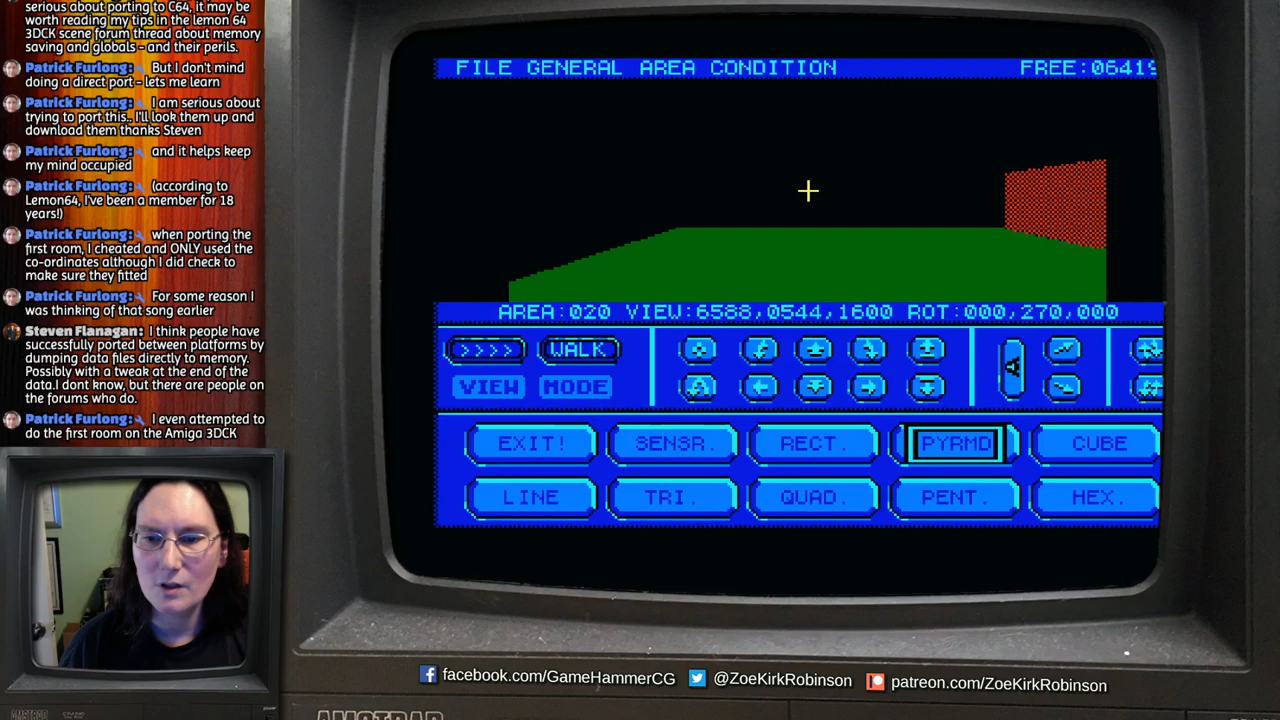 serious about porting to C64, it may be
worth reading my tips in the lemon 64
3DCK scene forum thread about memory
saving and globals - and their perils.
Patrick Furlong: But I don't mind
doing a direct port - lets me learn
Patrick Furlong: I am serious about
trying to port this.. I'll look them up and
download them thanks Steven
Patrick Furlong: and it helps keep
my mind occupied
Patrick Furlong: (according to
Lemon64, I've been a member for 18
years!)
Patrick Furlong: when porting the
first room, I cheated and ONLY used the
co-ordinates although I did check to
make sure they fitted
Patrick Furlong: For some reason I
was thinking of that song earlier
Steven Flanagan: I think people have
successfully ported between platforms by
dumping data files directly to memory.
Possibly with a tweak at the end of the
data.I dont know, but there are people on
the forums who do.
Patrick Furlong: I even attempted to
do the first room on the Amiga 3DCK
FILE GENERAL AREA CONDITION FREE:06419
AREA:020 VIEW:6588,0544,1600 ROT:000,270,000
>>>> WALK
VIEW MODE
EXIT! SENSR. RECT. PYRMD CUBE
LINE TRI. QUAD. PENT. HEX.
facebook.com/GameHammerCG @ZoeKirkRobinson patreon.com/ZoeKirkRobinson